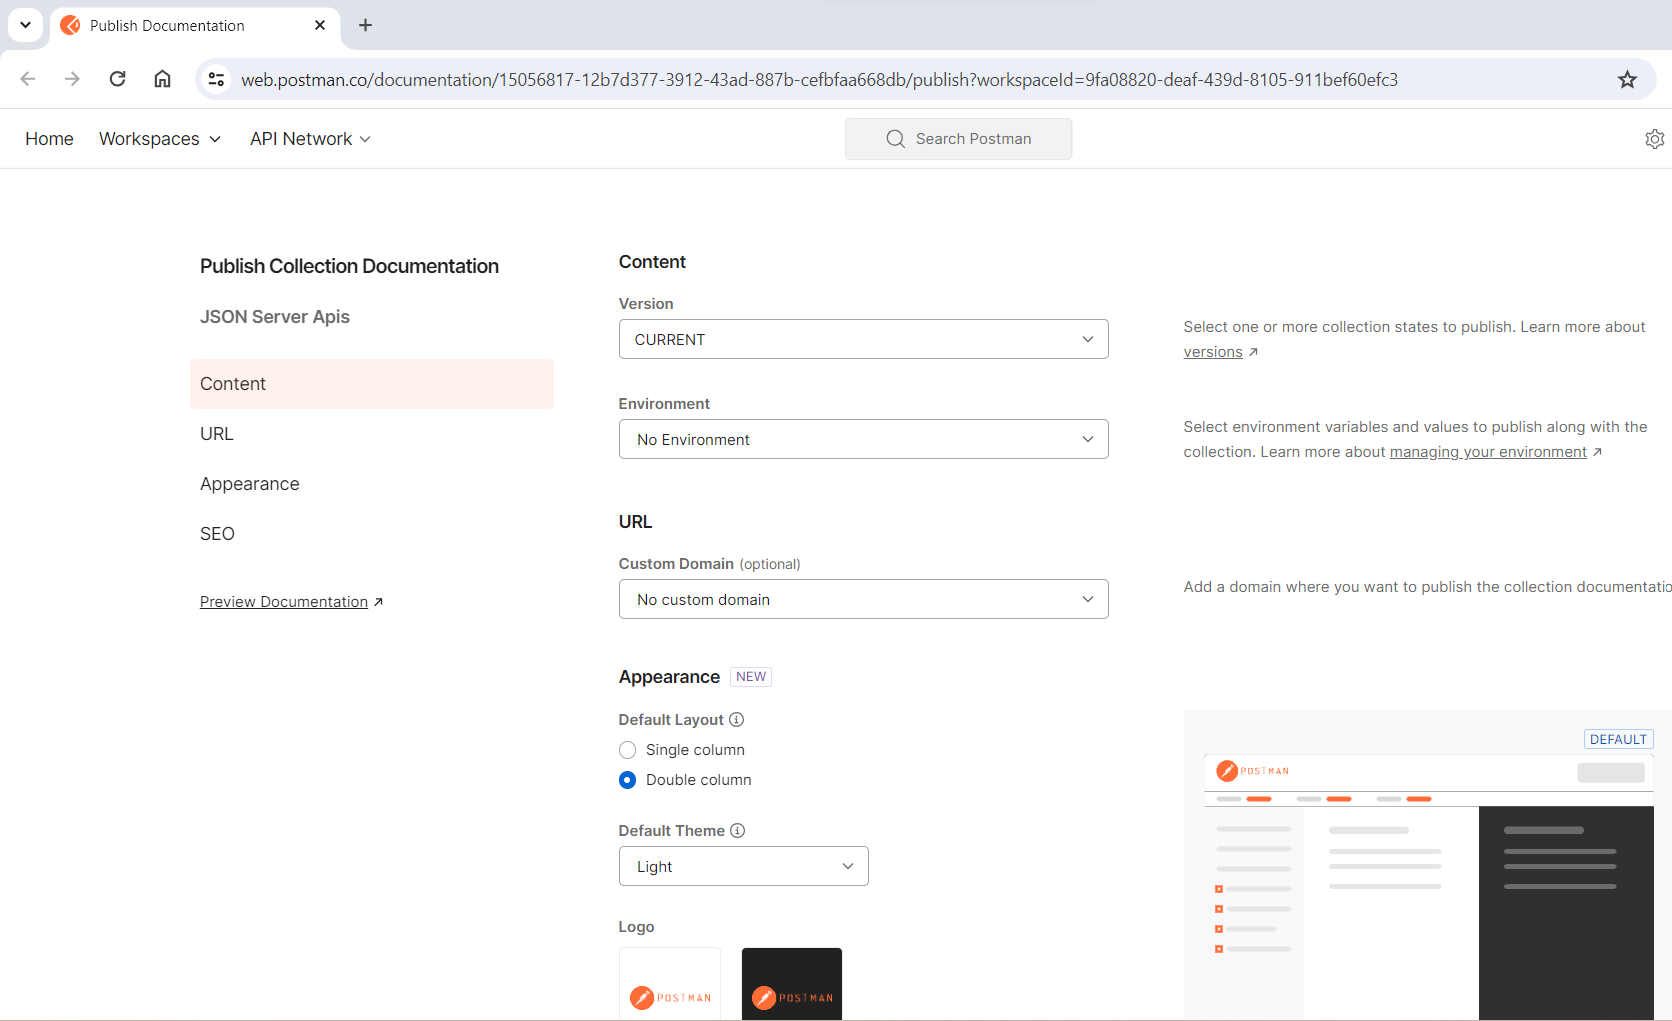 Publish Documentation
web.postman.co/documentation/15056817-12b7d377-3912-43ad-887b-cefbfaa668db/publish?workspaceId=9fa08820-deaf-439d-8105-911bef60efc3
Home Workspaces API Network Search Postman
Publish Collection Documentation
JSON Server Apis
Content
URL
Appearance
SEO
Preview Documentation
Content
Version
CURRENT
Select one or more collection states to publish. Learn more about
versions
Environment
No Environment
Select environment variables and values to publish along with the
collection. Learn more about managing your environment
URL
Custom Domain (optional)
No custom domain
Add a domain where you want to publish the collection documentatio
Appearance NEW
Default Layout
Single column
Double column
Default Theme
Light
Logo
POSTMAN
POSTMAN
DEFAULT
POSTMAN